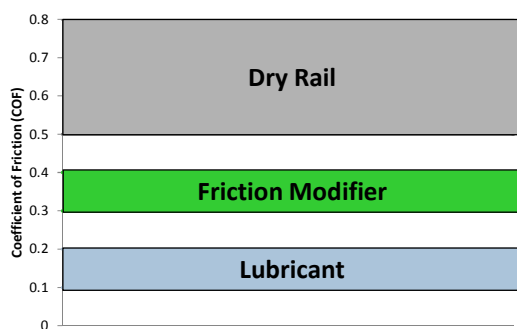 Coefficient of Friction (COF)
0.8
0.7
0.6
0.5
0.4
0.3
0.2
0.1
0
Dry Rail
Friction Modifier
Lubricant